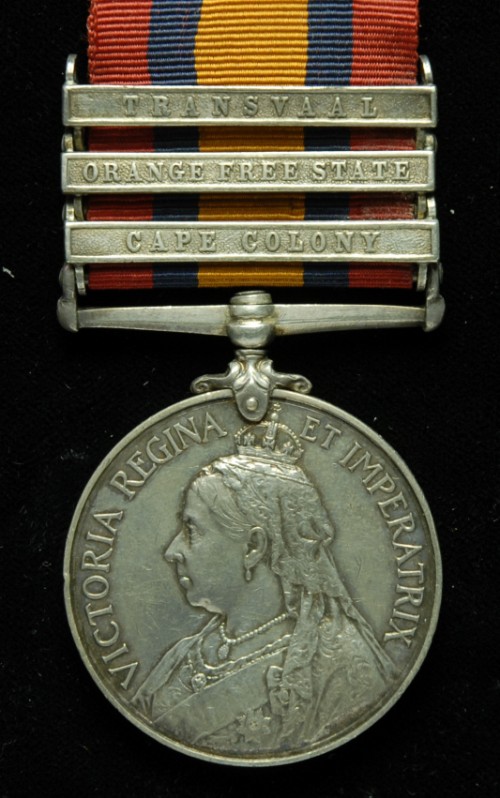 TRANSVAAL
ORANGE FREE STATE
CAPE COLONY
VICTORIA REGINA ET IMPERATRIX